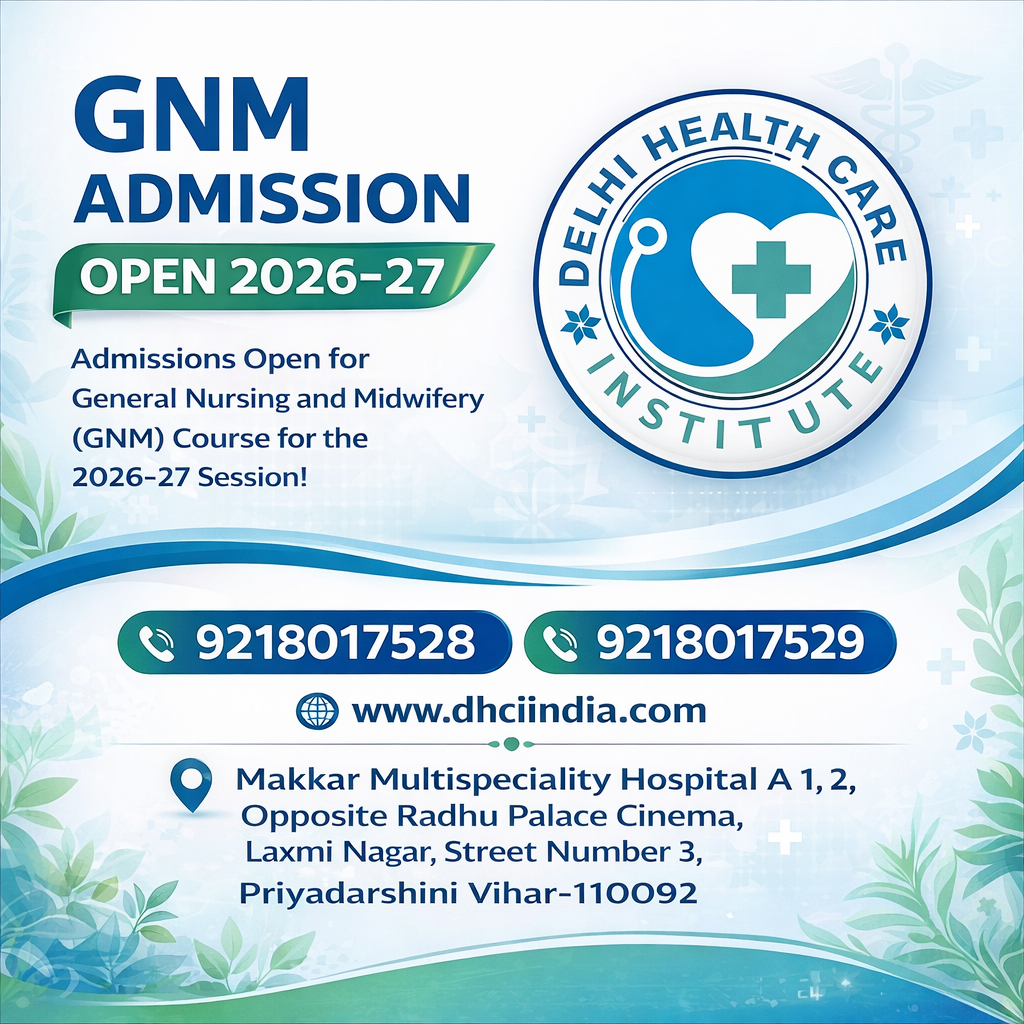 GNM
ADMISSION
OPEN 2026-27
Admissions Open for
General Nursing and Midwifery
(GNM) Course for the
2026-27 Session!
DELHI HEALTH CARE
INSTITUTE
9218017528
9218017529
www.dhciindia.com
Makkar Multispeciality Hospital A 1, 2,
Opposite Radhu Palace Cinema,
Laxmi Nagar, Street Number 3,
Priyadarshini Vihar-110092